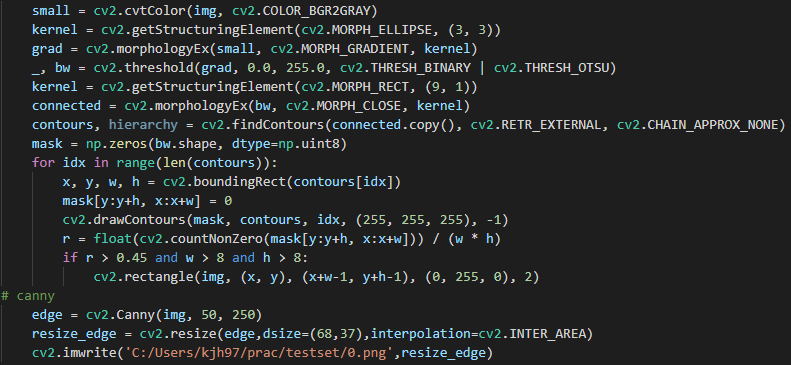 small = cv2.cvtColor(img, cv2.COLOR_BGR2GRAY)
kernel = cv2.getStructuringElement(cv2.MORPH_ELLIPSE, (3, 3))
grad = cv2.morphologyEx(small, cv2.MORPH_GRADIENT, kernel)
_, bw = cv2.threshold(grad, 0.0, 255.0, cv2.THRESH_BINARY | cv2.THRESH_OTSU)
kernel = cv2.getStructuringElement(cv2.MORPH_RECT, (9, 1))
connected = cv2.morphologyEx(bw, cv2.MORPH_CLOSE, kernel)
contours, hierarchy = cv2.findContours(connected.copy(), cv2.RETR_EXTERNAL, cv2.CHAIN_APPROX_NONE)
mask = np.zeros(bw.shape, dtype=np.uint8)
for idx in range(len(contours)):
    x, y, w, h = cv2.boundingRect(contours[idx])
    mask[y:y+h, x:x+w] = 0
    cv2.drawContours(mask, contours, idx, (255, 255, 255), -1)
    r = float(cv2.countNonZero(mask[y:y+h, x:x+w])) / (w * h)
    if r > 0.45 and w > 8 and h > 8:
        cv2.rectangle(img, (x, y), (x+w-1, y+h-1), (0, 255, 0), 2)
# canny
edge = cv2.Canny(img, 50, 250)
resize_edge = cv2.resize(edge,dsize=(68,37),interpolation=cv2.INTER_AREA)
cv2.imwrite('C:/Users/kjh97/prac/testset/0.png',resize_edge)